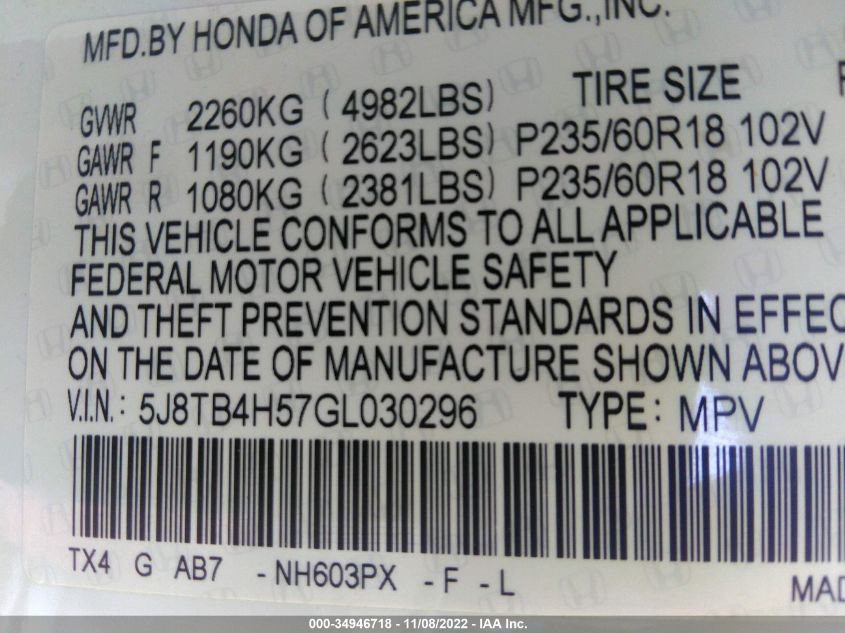 MFD.BY HONDA OF AMERICA MFG.,INC.
TIRE SIZE
GVWR 2260KG ( 4982LBS)
GAWR F 1190KG ( 2623LBS) P235/60R18 102V
GAWR R 1080KG ( 2381LBS) P235/60R18 102V
THIS VEHICLE CONFORMS TO ALL APPLICABLE
FEDERAL MOTOR VEHICLE SAFETY
AND THEFT PREVENTION STANDARDS IN EFFEC
ON THE DATE OF MANUFACTURE SHOWN ABOV
V.I.N.: 5J8TB4H57GL030296 TYPE: MPV
TX4 G AB7 -NH603PX -F -L
MAD
000-34946718 - 11/08/2022 - IAA Inc.